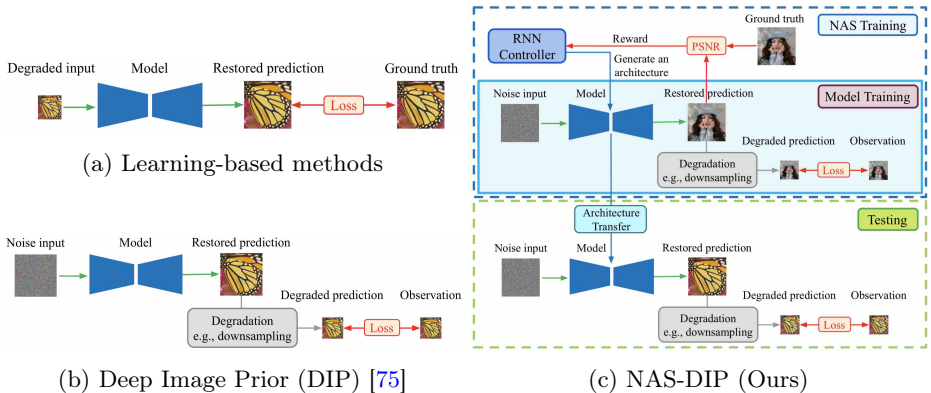 Degraded input
Model
Restored prediction
Ground truth
Loss
(a) Learning-based methods
Noise input
Model
Restored prediction
Degraded prediction
Observation
Degradation
e.g., downsampling
Loss
(b) Deep Image Prior (DIP) [75]
NAS Training
RNN
Controller
Reward
PSNR
Ground truth
Generate an
architecture
Model Training
Noise input
Model
Restored prediction
Degraded prediction
Observation
Degradation
e.g., downsampling
Loss
Architecture
Transfer
Testing
Noise input
Model
Restored prediction
Degraded prediction
Observation
Degradation
e.g., downsampling
Loss
(c) NAS-DIP (Ours)